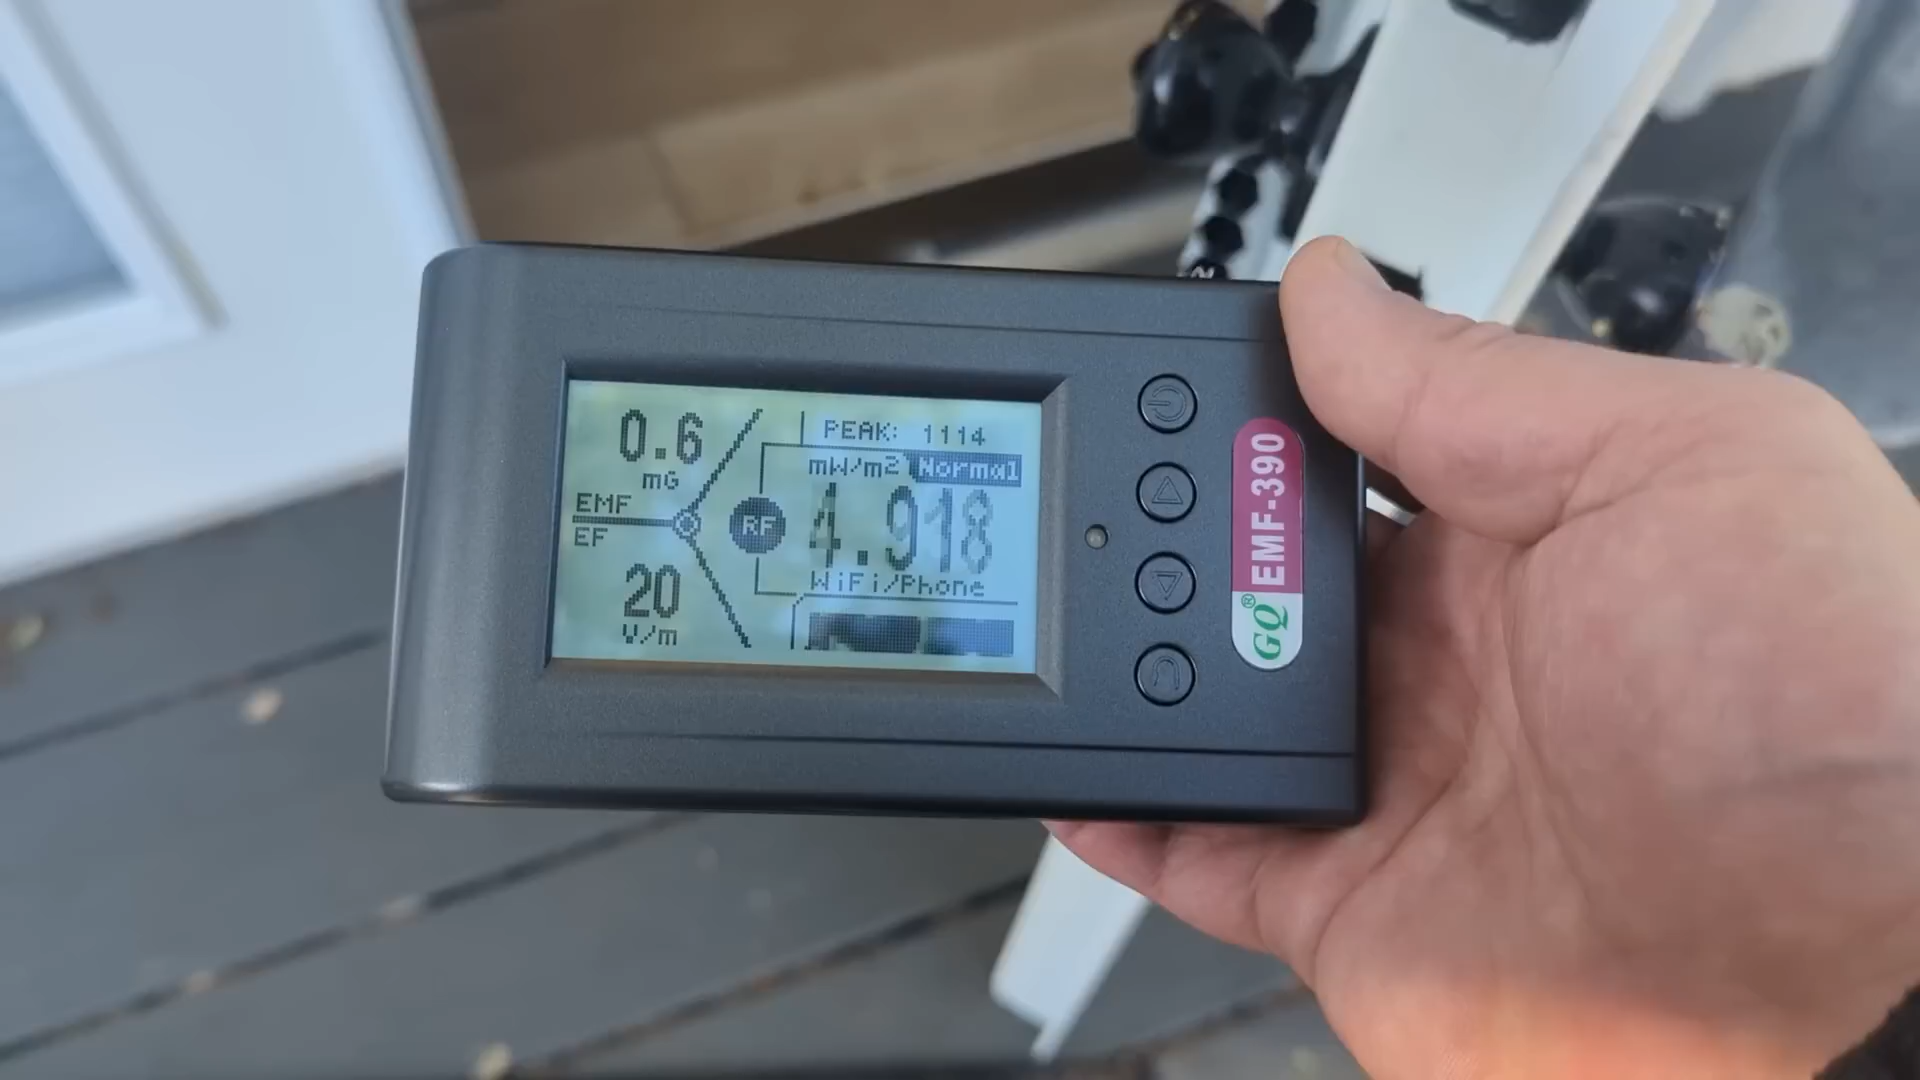 0.6
mG
EMF
EF
20
V/m
PEAK: 1114
mW/m2 Normal
RF
4.918
WiFi/Phone
EMF-390
GQ®